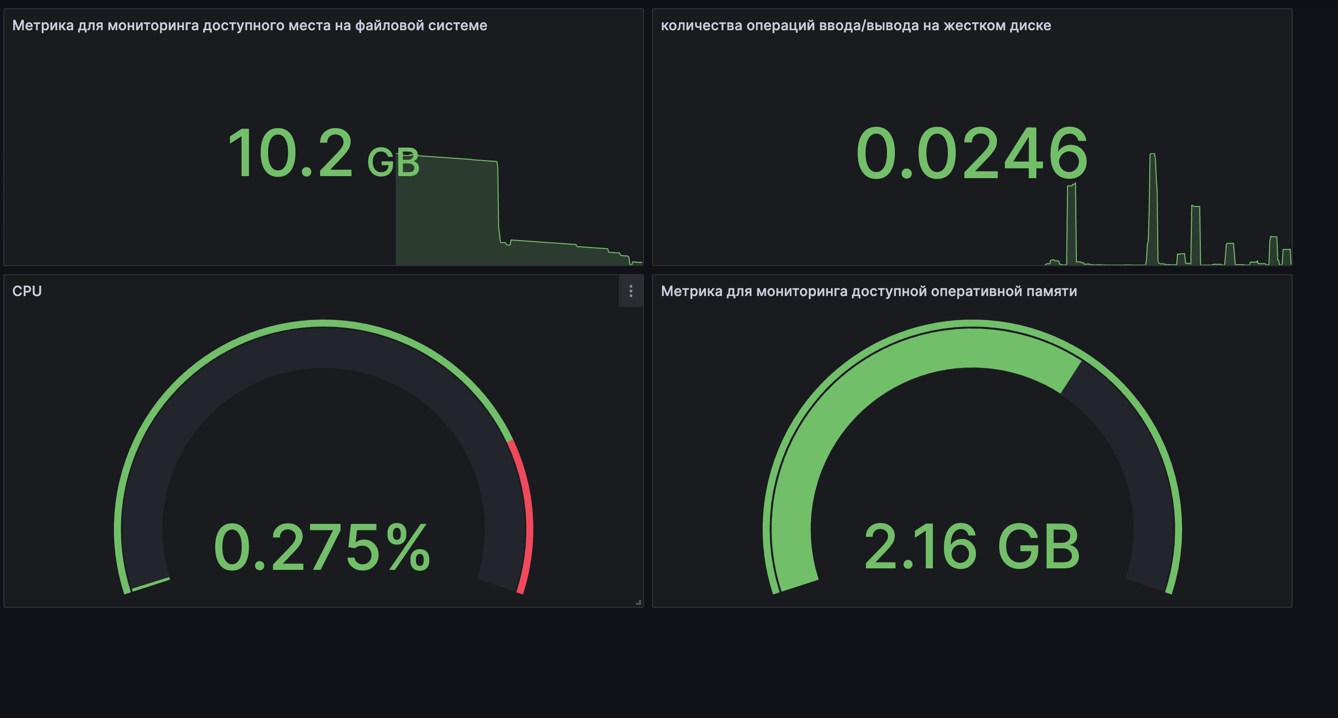 Метрика для мониторинга доступного места на файловой системе
10.2 GB
количества операций ввода/вывода на жестком диске
0.0246
CPU
0.275%
Метрика для мониторинга доступной оперативной памяти
2.16 GB